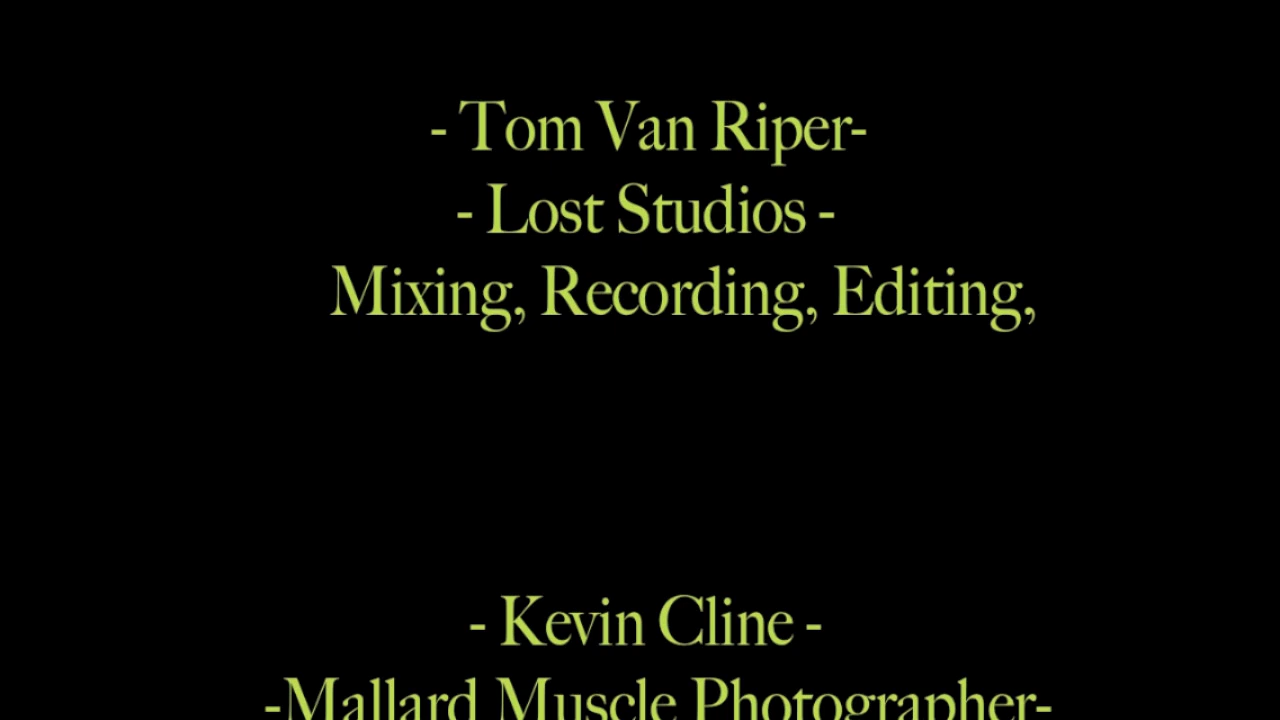 - Tom Van Riper-
- Lost Studios -
Mixing, Recording, Editing,
- Kevin Cline -
-Mallard Muscle Photographer-